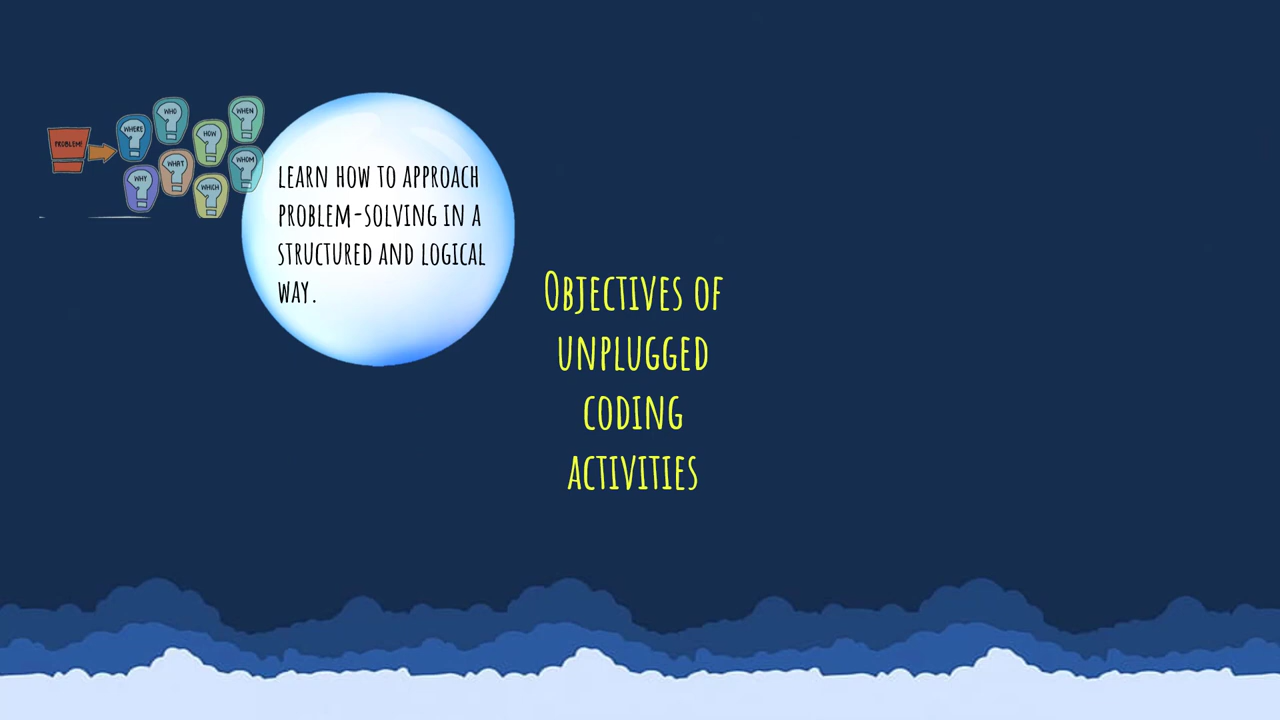 PROBLEM!
WHERE
WHO
HOW
WHEN
WHY
WHAT
WHICH
WHOM
LEARN HOW TO APPROACH
PROBLEM-SOLVING IN A
STRUCTURED AND LOGICAL
WAY.
OBJECTIVES OF
UNPLUGGED
CODING
ACTIVITIES